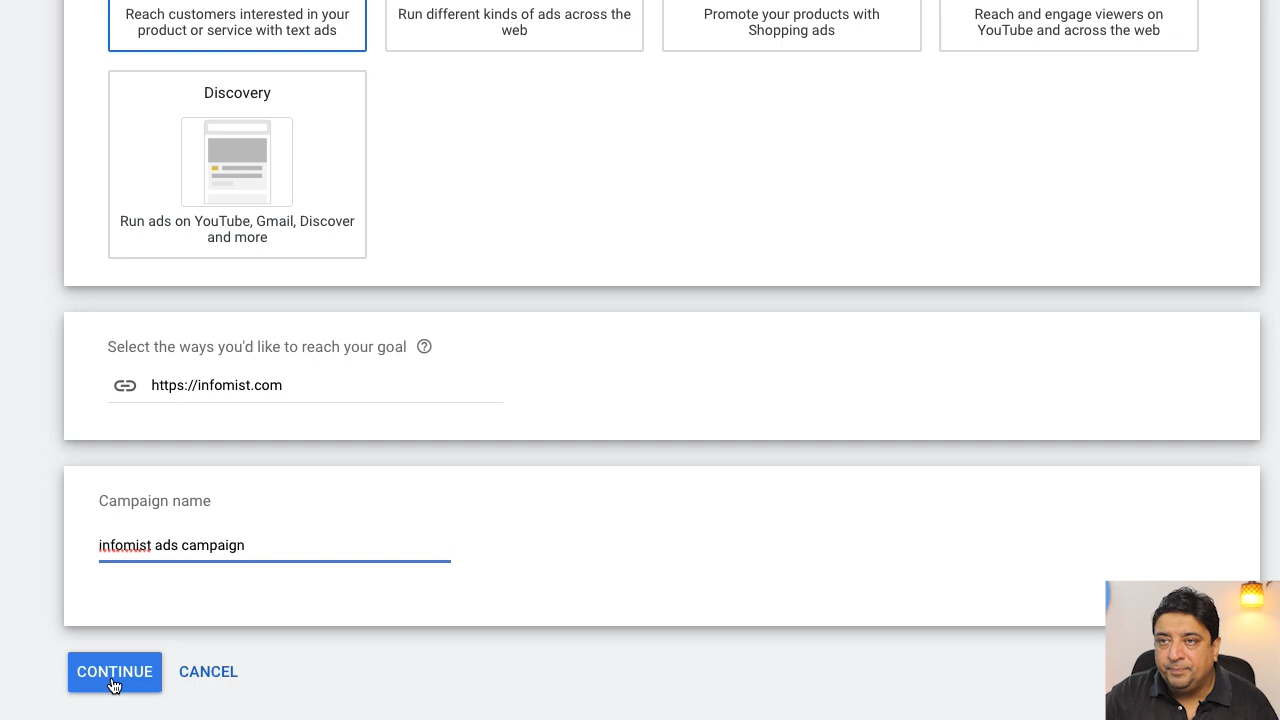 Reach customers interested in your
product or service with text ads
Run different kinds of ads across the
web
Promote your products with
Shopping ads
Reach and engage viewers on
YouTube and across the web
Discovery
Run ads on YouTube, Gmail, Discover
and more
Select the ways you'd like to reach your goal
https://infomist.com
Campaign name
infomist ads campaign
CONTINUE
CANCEL